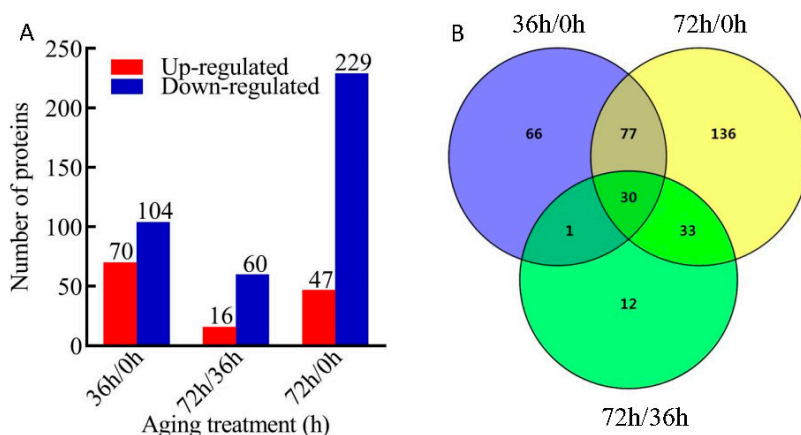 A
Number of proteins
250
200
150
100
50
0
Up-regulated
Down-regulated
70
104
16
60
47
229
36h/0h
72h/36h
72h/0h
Aging treatment (h)
B
36h/0h
72h/0h
66
77
136
30
1
33
12
72h/36h